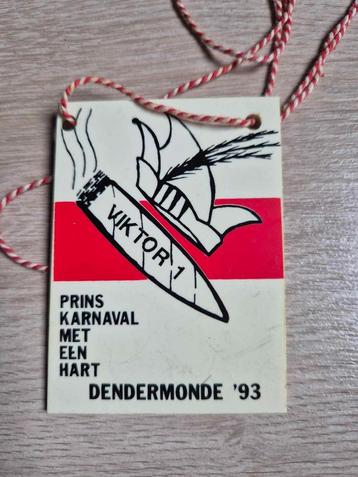 VIKTOR 1
PRINS
KARNAVAL
MET
EEN
HART
DENDERMONDE '93